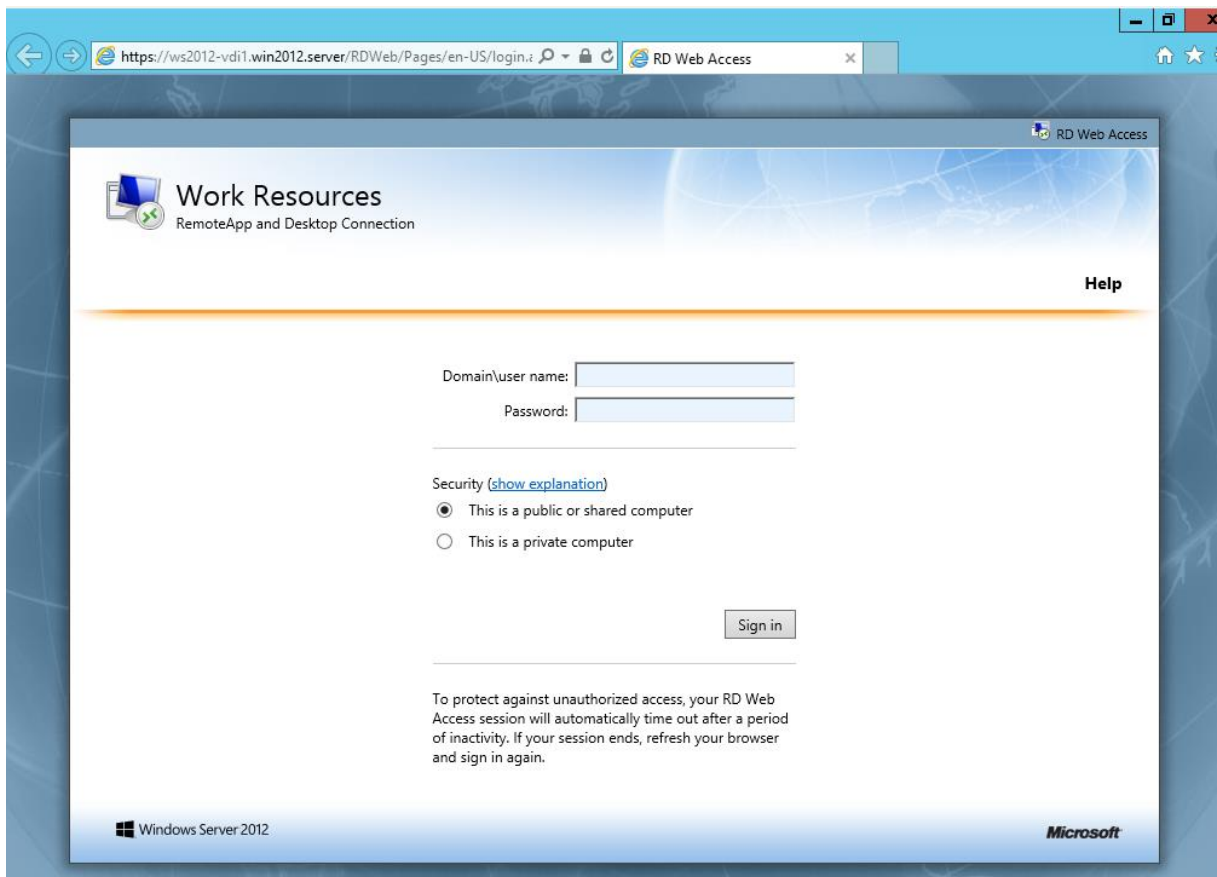 https://ws2012-vdi1.win2012.server/RDWeb/Pages/en-US/login.a
RD Web Access
RD Web Access
Work Resources
RemoteApp and Desktop Connection
Help
Domain\user name:
Password:
Security (show explanation)
This is a public or shared computer
This is a private computer
Sign in
To protect against unauthorized access, your RD Web
Access session will automatically time out after a period
of inactivity. If your session ends, refresh your browser
and sign in again.
Windows Server 2012
Microsoft